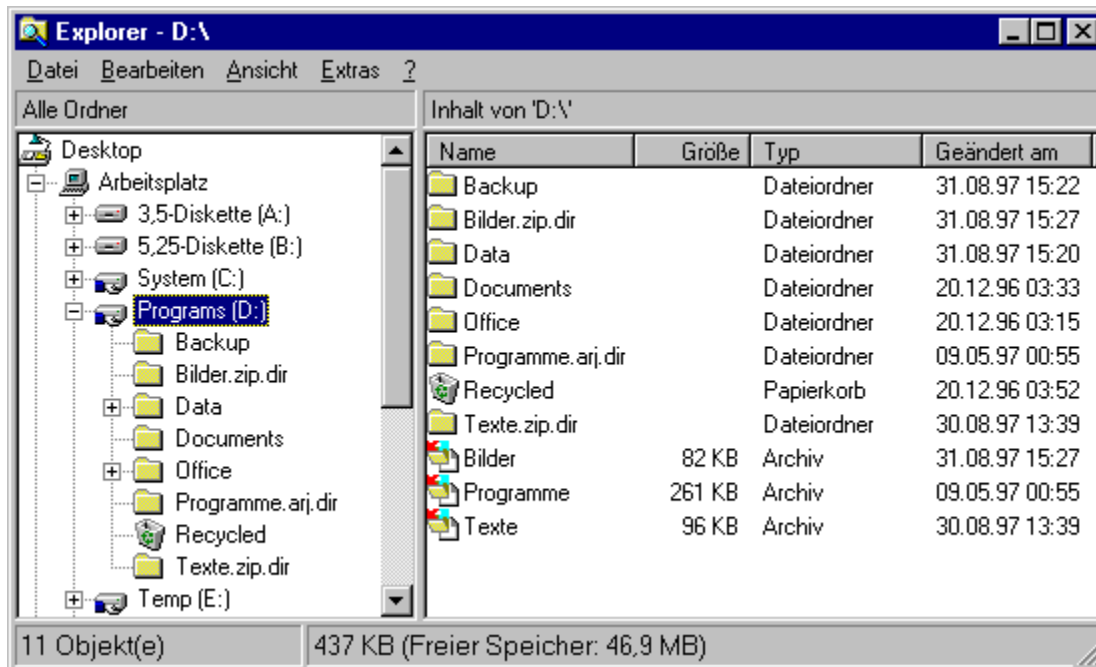 Explorer - D:\
Datei Bearbeiten Ansicht Extras ?
Alle Ordner
Inhalt von 'D:\'
Desktop
Arbeitsplatz
3,5-Diskette (A:)
5,25-Diskette (B:)
System (C:)
Programs (D:)
Backup
Bilder.zip.dir
Data
Documents
Office
Programme.arj.dir
Recycled
Texte.zip.dir
Temp (E:)
Name Größe Typ Geändert am
Backup Dateiordner 31.08.97 15:22
Bilder.zip.dir Dateiordner 31.08.97 15:27
Data Dateiordner 31.08.97 15:20
Documents Dateiordner 20.12.96 03:33
Office Dateiordner 20.12.96 03:15
Programme.arj.dir Dateiordner 09.05.97 00:55
Recycled Papierkorb 20.12.96 03:52
Texte.zip.dir Dateiordner 30.08.97 13:39
Bilder 82 KB Archiv 31.08.97 15:27
Programme 261 KB Archiv 09.05.97 00:55
Texte 96 KB Archiv 30.08.97 13:39
11 Objekt(e)
437 KB (Freier Speicher: 46,9 MB)